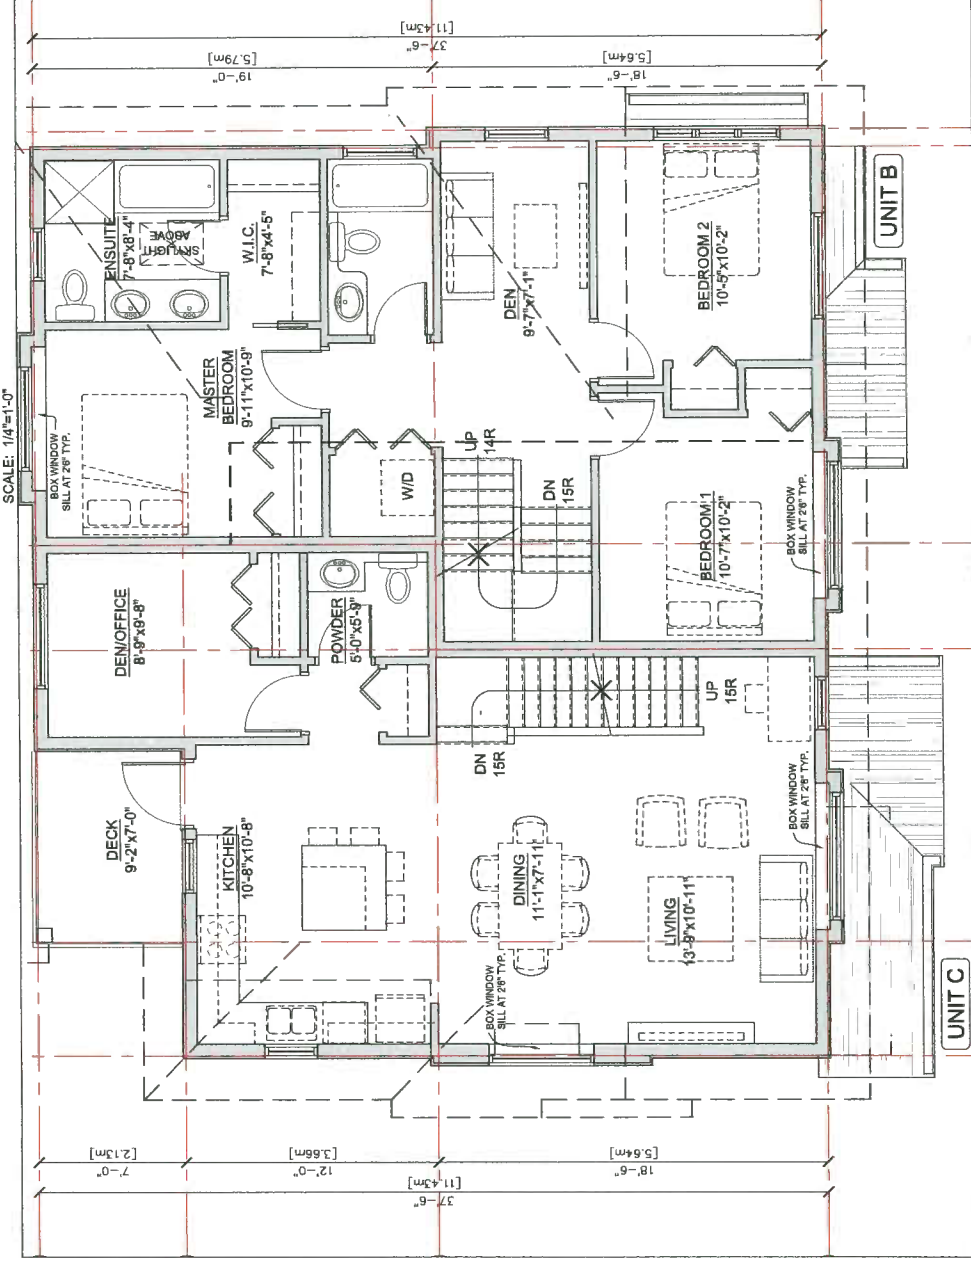 [11.43m]
37'-6"
[5.79m]
19'-0"
[5.64m]
18'-6"
SCALE: 1/4"=1'-0"
BOX WINDOW
SILL AT 2'6" TYP.
ENSUITE
7'-8"x8'-4"
SKYLIGHT
ABOVE
W.I.C.
7'-8"x4'-5"
MASTER
BEDROOM
9'-11"x10'-9"
W/D
DEN
9'-7"x7'-1"
BEDROOM 2
10'-5"x10'-2"
UNIT B
UP
14R
DN
15R
BEDROOM 1
10'-7"x10'-2"
BOX WINDOW
SILL AT 2'6" TYP.
DEN/OFFICE
8'-9"x9'-8"
POWDER
5'-0"x5'-9"
DN
15R
UP
15R
DECK
9'-2"x7'-0"
KITCHEN
10'-8"x10'-8"
DINING
11'-1"x7'-11"
LIVING
13'-9"x10'-11"
BOX WINDOW
SILL AT 2'6" TYP.
BOX WINDOW
SILL AT 2'6" TYP.
UNIT C
[2.13m]
7'-0"
[3.66m]
12'-0"
[5.64m]
18'-6"
[11.43m]
37'-6"